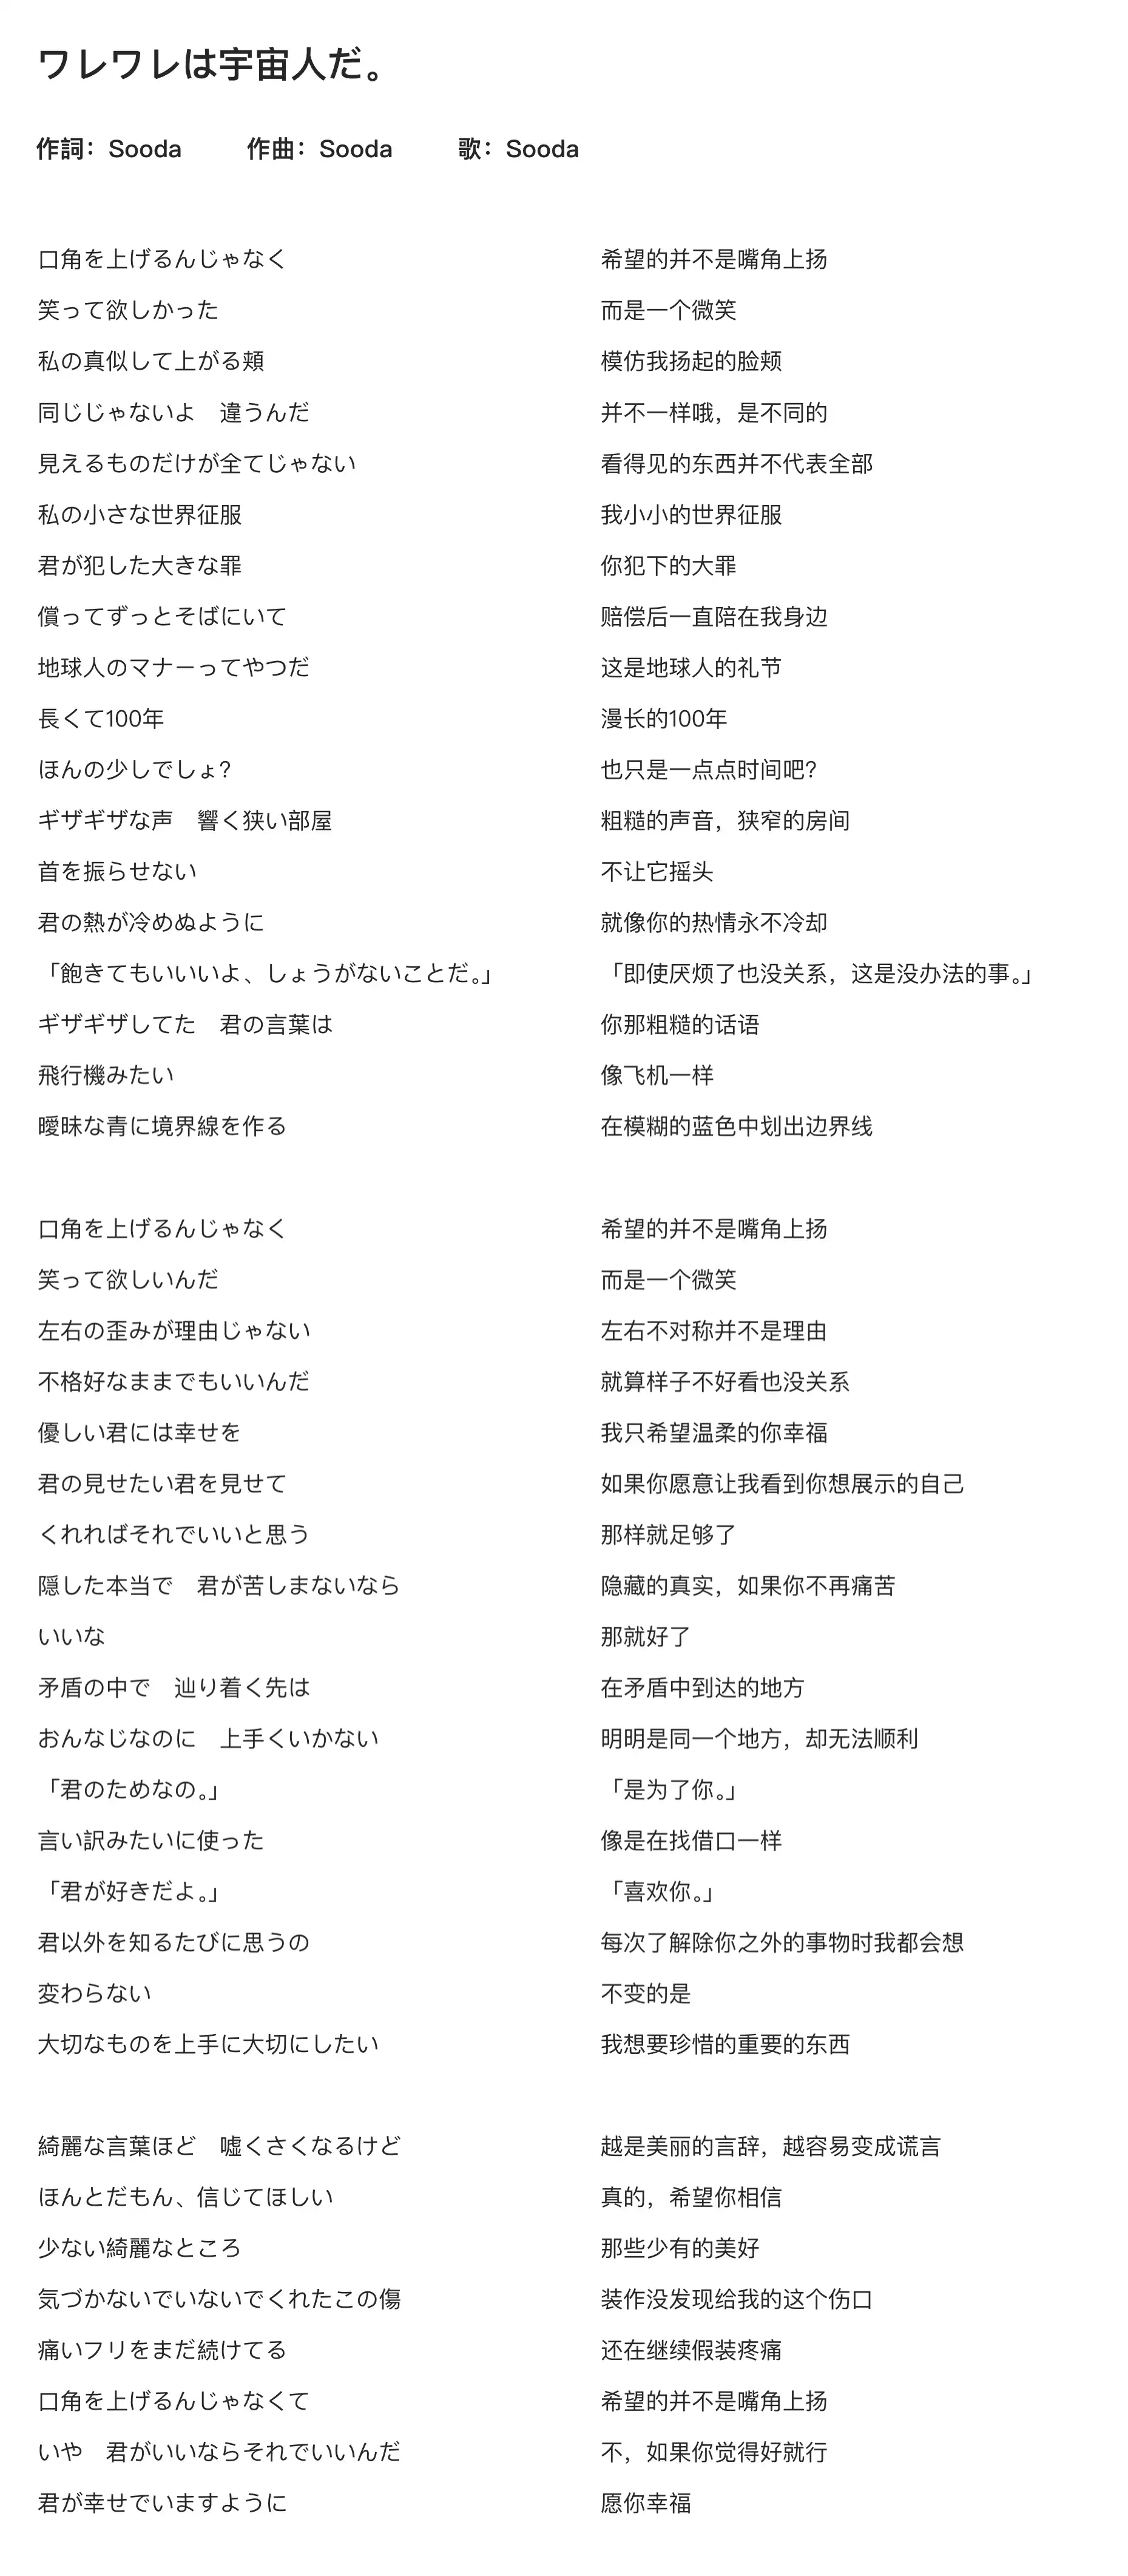 ワレワレは宇宙人だ。
作詞：Sooda　作曲：Sooda　歌：Sooda
口角を上げるんじゃなく　希望的并不是嘴角上扬
笑って欲しかった　而是一个微笑
私の真似して上がる頬　模仿我扬起的脸颊
同じじゃないよ　違うんだ　并不一样哦，是不同的
見えるものだけが全てじゃない　看得见的东西并不代表全部
私の小さな世界征服　我小小的世界征服
君が犯した大きな罪　你犯下的大罪
償ってずっとそばにいて　赔偿后一直陪在我身边
地球人のマナーってやつだ　这是地球人的礼节
長くて100年　漫长的100年
ほんの少しでしょ？　也只是一点点时间吧？
ギザギザな声　響く狭い部屋　粗糙的声音，狭窄的房间
首を振らせない　不让它摇头
君の熱が冷めぬように　就像你的热情永不冷却
「飽きてもいいいよ、しょうがないことだ。」　「即使厌烦了也没关系，这是没办法的事。」
ギザギザしてた　君の言葉は　你那粗糙的话语
飛行機みたい　像飞机一样
曖昧な青に境界線を作る　在模糊的蓝色中划出边界线
口角を上げるんじゃなく　希望的并不是嘴角上扬
笑って欲しいんだ　而是一个微笑
左右の歪みが理由じゃない　左右不对称并不是理由
不格好なままでもいいんだ　就算样子不好看也没关系
優しい君には幸せを　我只希望温柔的你幸福
君の見せたい君を見せて　如果你愿意让我看到你想展示的自己
くれればそれでいいと思う　那样就足够了
隠した本当で　君が苦しまないなら　隐藏的真实，如果你不再痛苦
いいな　那就好了
矛盾の中で　辿り着く先は　在矛盾中到达的地方
おんなじなのに　上手くいかない　明明是同一个地方，却无法顺利
「君のためなの。」　「是为了你。」
言い訳みたいに使った　像是在找借口一样
「君が好きだよ。」　「喜欢你。」
君以外を知るたびに思うの　每次了解除你之外的事物时我都会想
変わらない　不变的是
大切なものを上手に大切にしたい　我想要珍惜的重要的东西
綺麗な言葉ほど　嘘くさくなるけど　越是美丽的言辞，越容易变成谎言
ほんとだもん、信じてほしい　真的，希望你相信
少ない綺麗なところ　那些少有的美好
気づかないでいないでくれたこの傷　装作没发现给我的这个伤口
痛いフリをまだ続けてる　还在继续假装疼痛
口角を上げるんじゃなくて　希望的并不是嘴角上扬
いや　君がいいならそれでいいんだ　不，如果你觉得好就行
君が幸せでいますように　愿你幸福